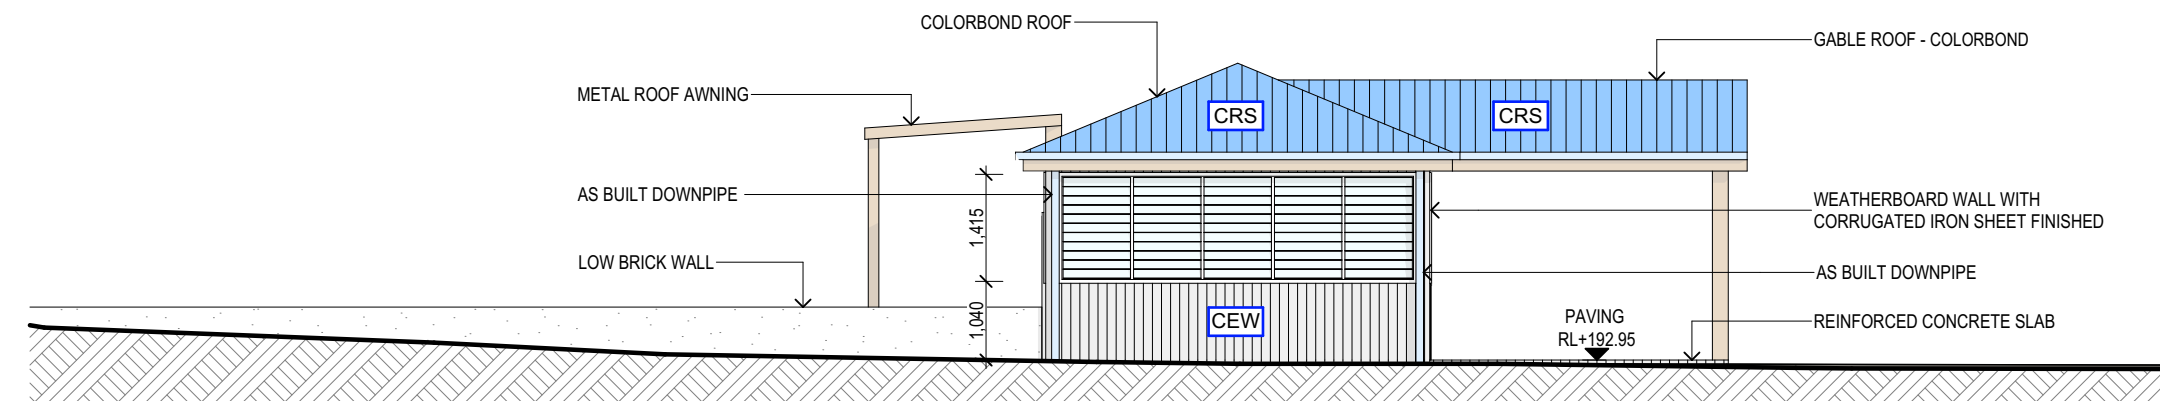 COLORBOND ROOF
GABLE ROOF - COLORBOND
METAL ROOF AWNING
CRS
CRS
AS BUILT DOWNPIPE
WEATHERBOARD WALL WITH
CORRUGATED IRON SHEET FINISHED
1,415
LOW BRICK WALL
AS BUILT DOWNPIPE
1,040
CEW
PAVING
RL+192.95
REINFORCED CONCRETE SLAB